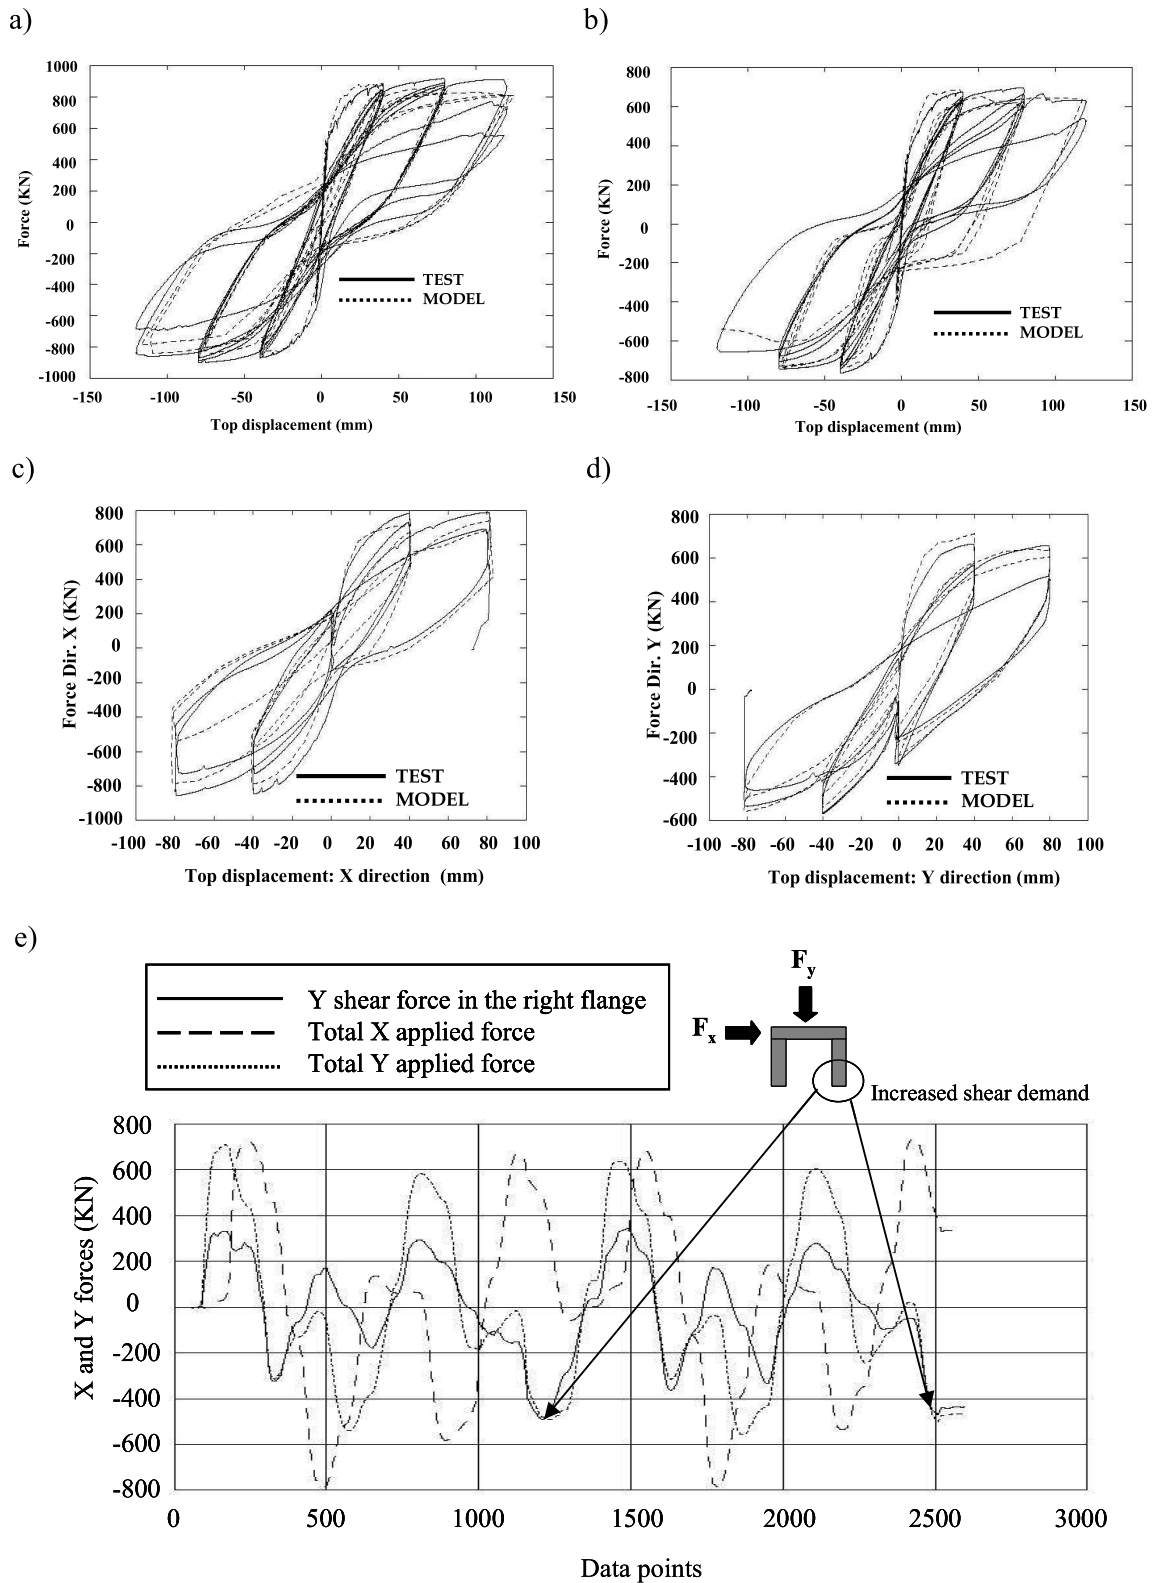 a)
b)
1000
800
600
400
200
0
-200
-400
-600
-800
-1000
Force (KN)
TEST
MODEL
-150 -100 -50 0 50 100 150
Top displacement (mm)
800
600
400
200
0
-200
-400
-600
-800
Force (KN)
TEST
MODEL
-150 -100 -50 0 50 100 150
Top displacement (mm)
c)
d)
800
600
400
200
0
-200
-400
-600
-800
-1000
Force Dir. X (KN)
TEST
MODEL
-100 -80 -60 -40 -20 0 20 40 60 80 100
Top displacement: X direction (mm)
800
600
400
200
0
-200
-400
-600
Force Dir. Y (KN)
TEST
MODEL
-100 -80 -60 -40 -20 0 20 40 60 80 100
Top displacement: Y direction (mm)
e)
Y shear force in the right flange
Total X applied force
Total Y applied force
Fy
Fx
Increased shear demand
800
600
400
200
0
-200
-400
-600
-800
X and Y forces (KN)
0 500 1000 1500 2000 2500 3000
Data points